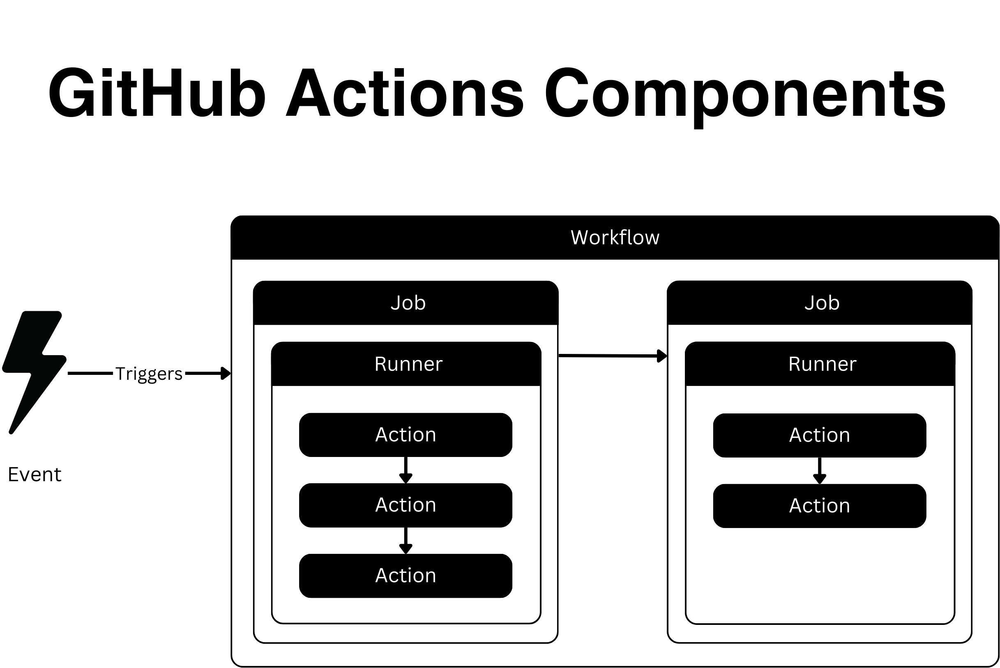 GitHub Actions Components
Workflow
Job
Job
Runner
Runner
Triggers
Action
Action
Action
Action
Action
Event